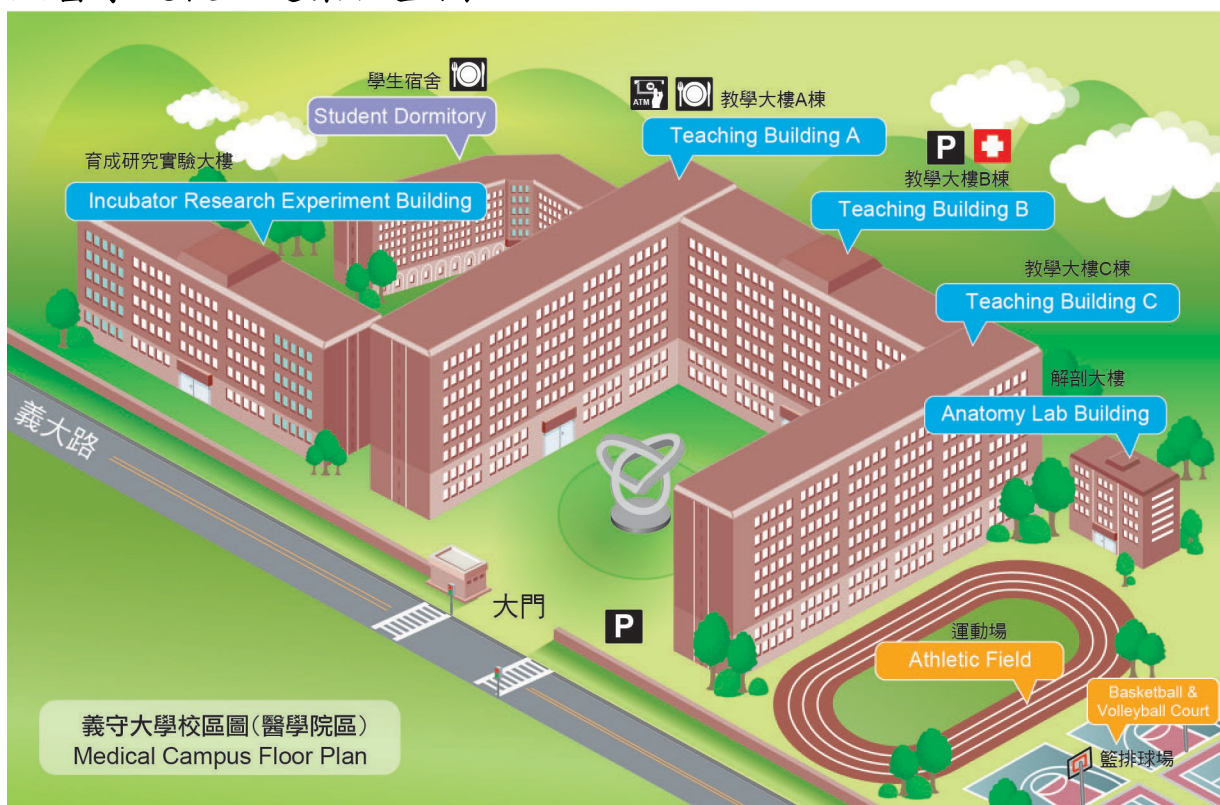 學生宿舍
Student Dormitory
ATM
教學大樓A棟
Teaching Building A
育成研究實驗大樓
Incubator Research Experiment Building
P
教學大樓B棟
Teaching Building B
教學大樓C棟
Teaching Building C
解剖大樓
Anatomy Lab Building
義大路
大門
P
運動場
Athletic Field
Basketball &
Volleyball Court
籃排球場
義守大學校區圖(醫學院區)
Medical Campus Floor Plan